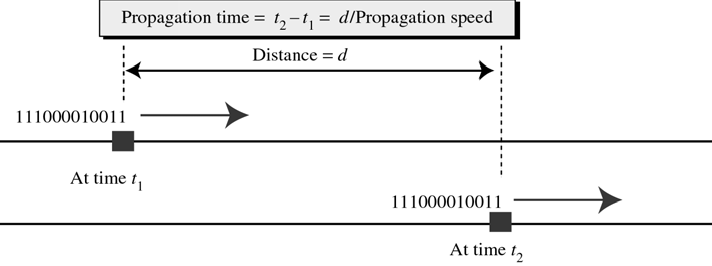 Propagation time = t₂ – t₁ = d/Propagation speed
Distance = d
111000010011
At time t₁
111000010011
At time t₂